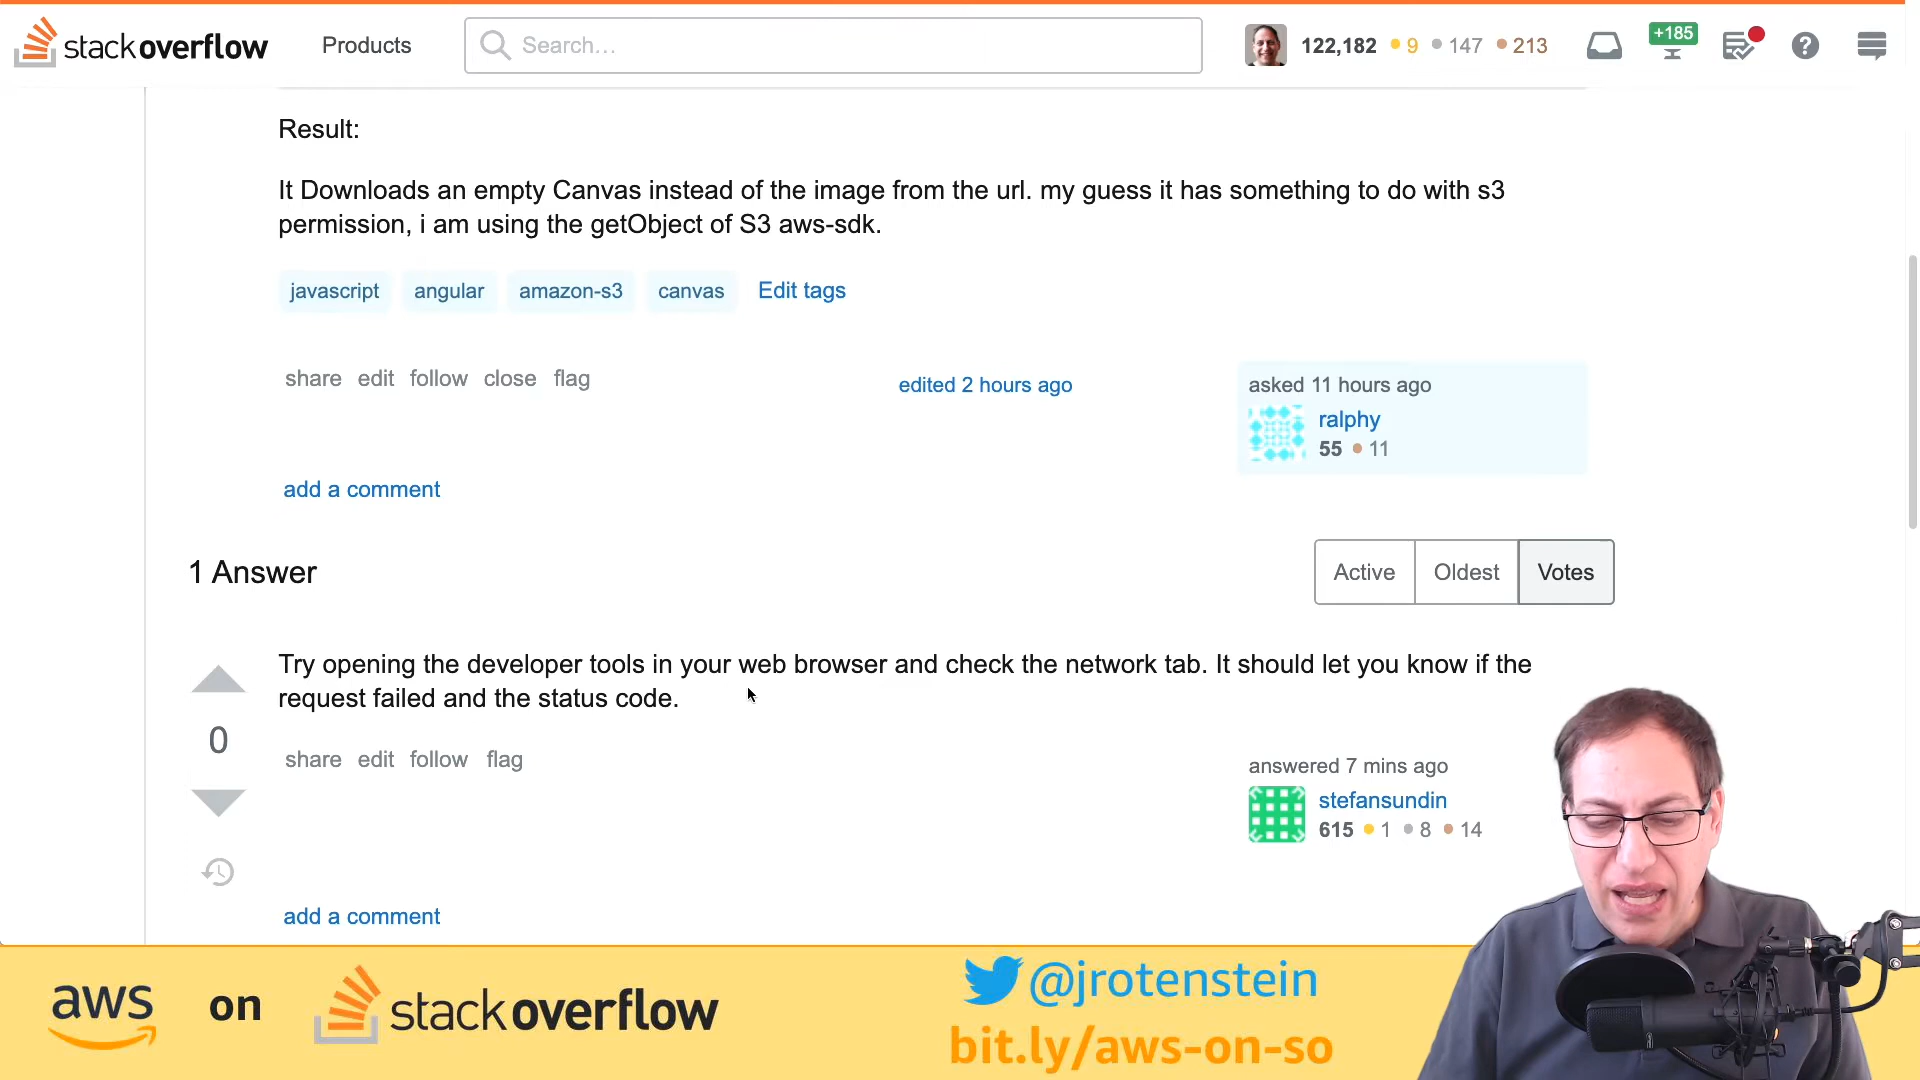 stackoverflow
Products
Search...
122,182 9 147 213
+185
?
Result:
It Downloads an empty Canvas instead of the image from the url. my guess it has something to do with s3
permission, i am using the getObject of S3 aws-sdk.
javascript angular amazon-s3 canvas Edit tags
share edit follow close flag
edited 2 hours ago
asked 11 hours ago
ralphy
55 11
add a comment
1 Answer
Active Oldest Votes
Try opening the developer tools in your web browser and check the network tab. It should let you know if the
request failed and the status code.
0
share edit follow flag
answered 7 mins ago
stefansundin
615 1 8 14
add a comment
aws on stackoverflow
@jrotenstein
bit.ly/aws-on-so